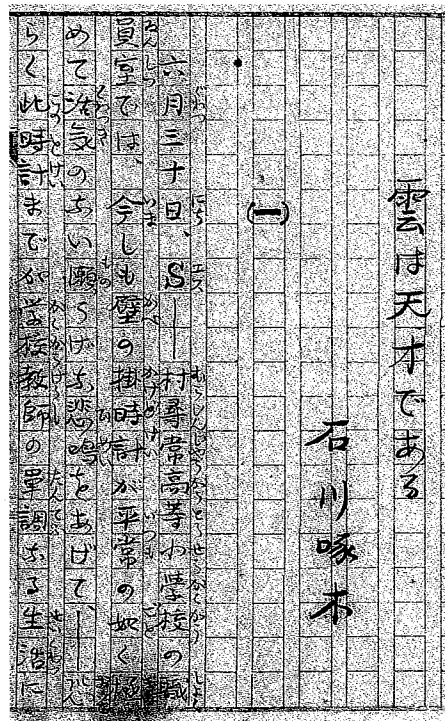 雲は天才である
石川啄木
(一)
六月三十日、S――村尋常高等小學校の職
員室では、今しも壁の掛時計が平常の如く極
めて活気のない懶うげな悲鳴をあげて、――
らく此時計まで学校教師の單調なる生活に